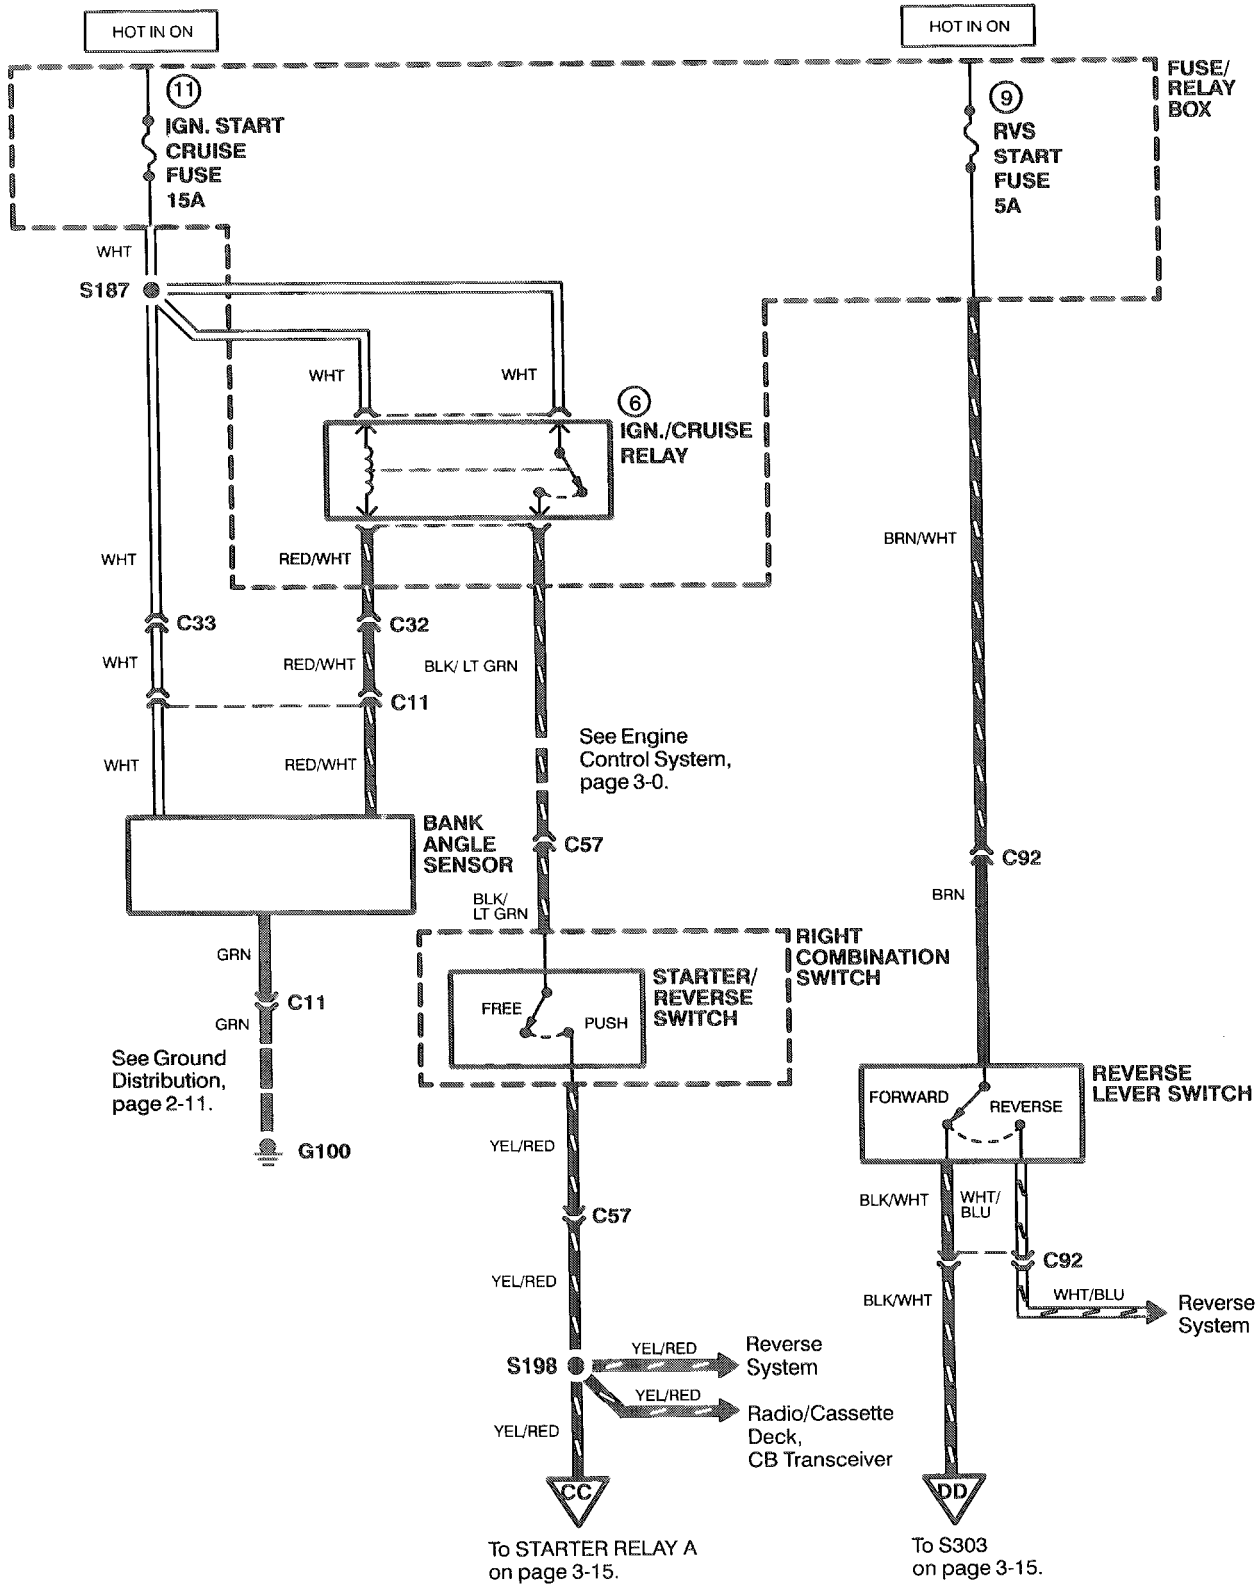 HOT IN ON
HOT IN ON
FUSE/
RELAY
BOX
11
IGN. START
CRUISE
FUSE
15A
9
RVS
START
FUSE
5A
WHT
S187
WHT
WHT
6
IGN./CRUISE
RELAY
WHT
RED/WHT
BRN/WHT
C33
C32
WHT
RED/WHT
BLK/ LT GRN
C11
See Engine
Control System,
page 3-0.
WHT
RED/WHT
BANK
ANGLE
SENSOR
C57
C92
BLK/
LT GRN
BRN
GRN
RIGHT
COMBINATION
SWITCH
STARTER/
REVERSE
SWITCH
C11
FREE
PUSH
GRN
See Ground
Distribution,
page 2-11.
REVERSE
LEVER SWITCH
FORWARD
REVERSE
G100
YEL/RED
BLK/WHT
WHT/
BLU
C57
C92
YEL/RED
BLK/WHT
WHT/BLU
Reverse
System
S198
YEL/RED
Reverse
System
YEL/RED
Radio/Cassette
Deck,
CB Transceiver
YEL/RED
CC
DD
To STARTER RELAY A
on page 3-15.
To S303
on page 3-15.